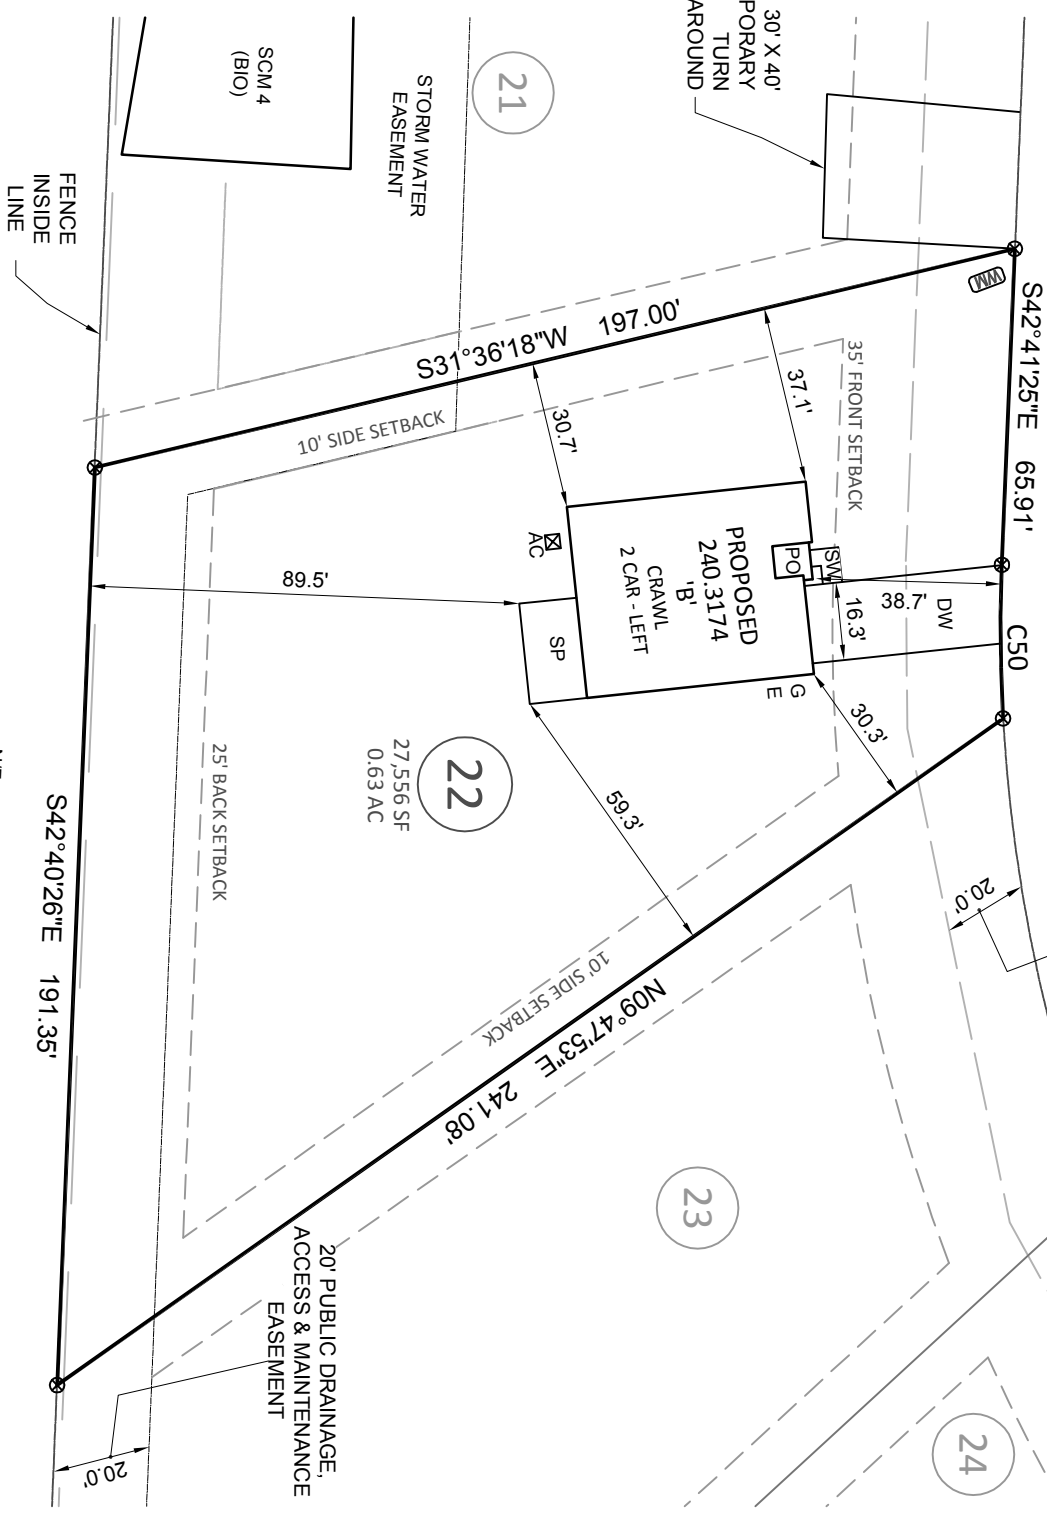 30' X 40'
PORARY
TURN
AROUND
21
SCM 4
(BIO)
STORM WATER
EASEMENT
FENCE
INSIDE
LINE
WM
S42°41'25"E 65.91'
C50
S31°36'18"W 197.00'
35' FRONT SETBACK
10' SIDE SETBACK
37.1'
30.7'
PROPOSED
240.3174
'B'
CRAWL
2 CAR - LEFT
PO
SW
DW
38.7'
16.3'
AC
SP
G
E
89.5'
30.3'
59.3'
22
27,556 SF
0.63 AC
25' BACK SETBACK
S42°40'26"E 191.35'
10' SIDE SETBACK
N09°47'53"E 241.08'
20.0'
23
20' PUBLIC DRAINAGE,
ACCESS & MAINTENANCE
EASEMENT
20.0'
24